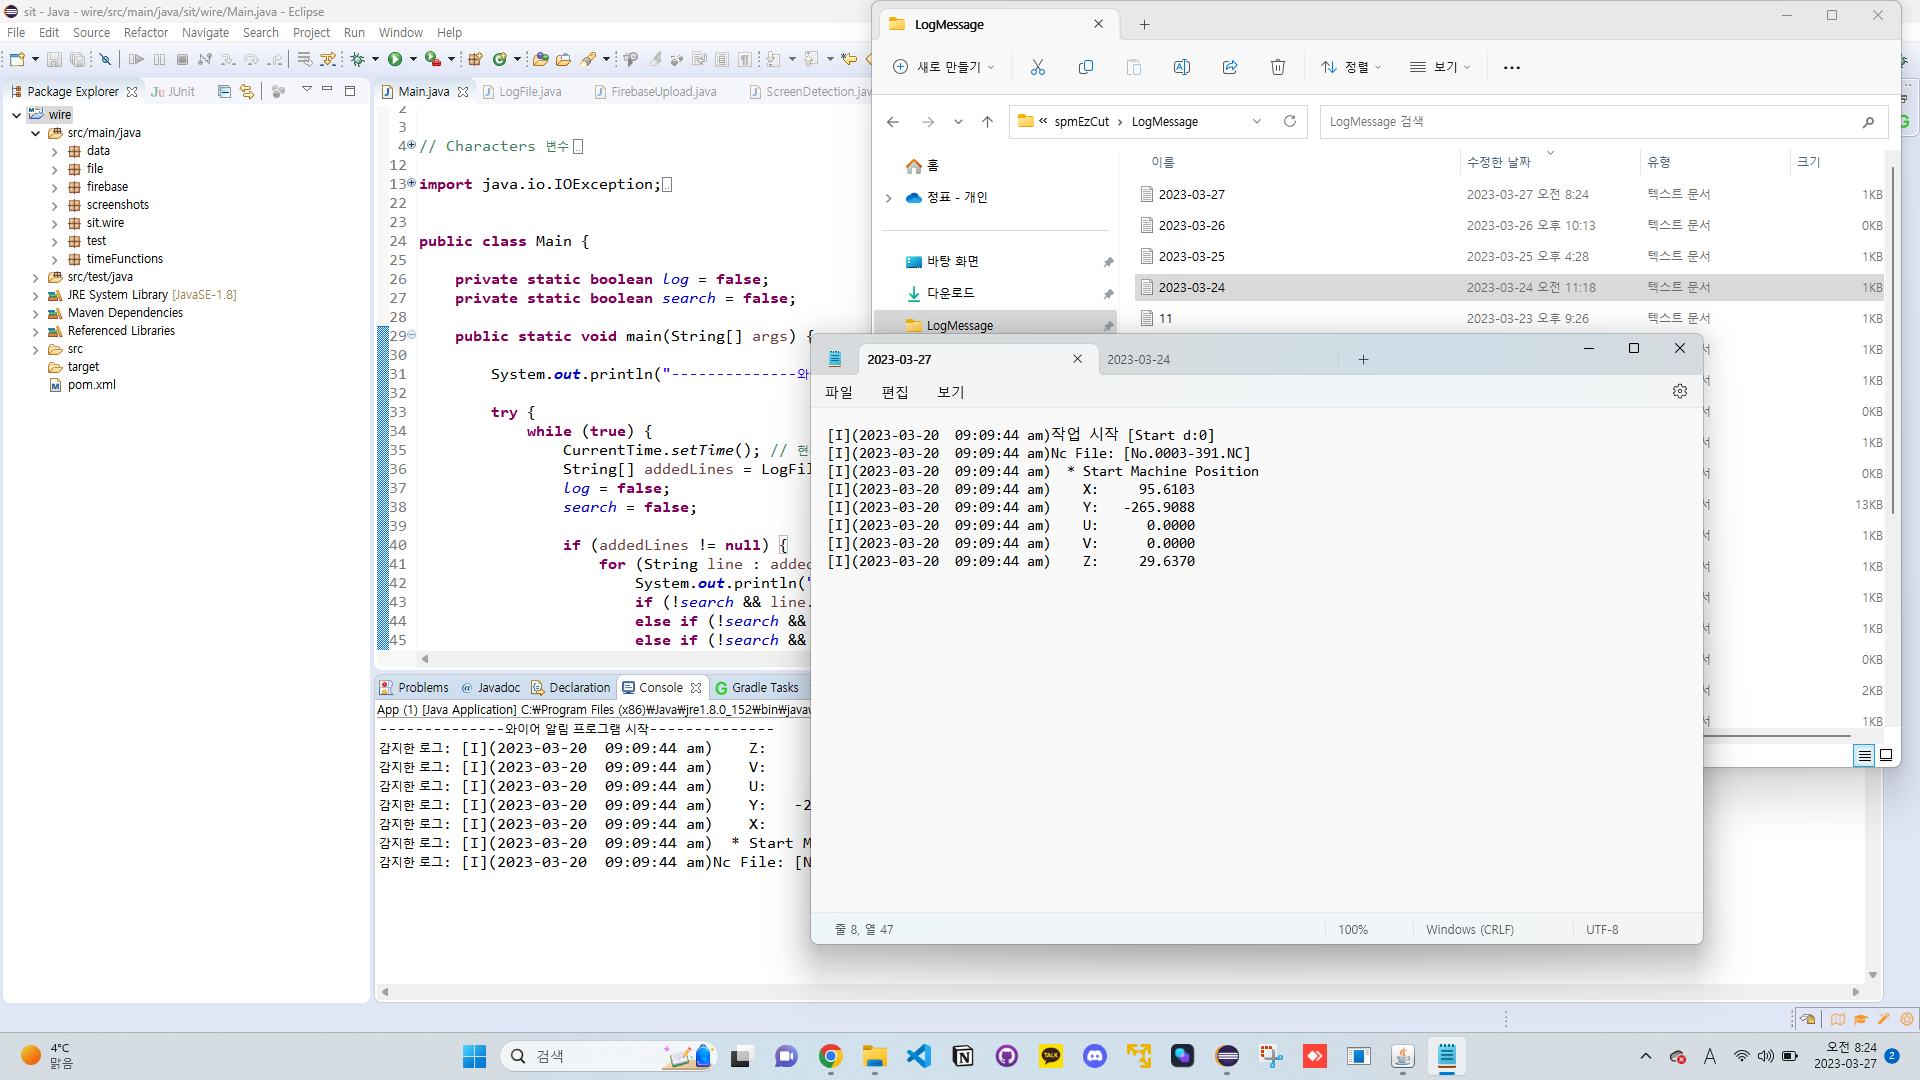 sit - Java - wire/src/main/java/sit/wire/Main.java - Eclipse
File Edit Source Refactor Navigate Search Project Run Window Help
Package Explorer
JUnit
wire
src/main/java
data
file
firebase
screenshots
sit.wire
test
timeFunctions
src/test/java
JRE System Library [JavaSE-1.8]
Maven Dependencies
Referenced Libraries
src
target
pom.xml
Main.java
LogFile.java
FirebaseUpload.java
ScreenDetection.jav
2
3
4 // Characters 변수
12
13 import java.io.IOException;
22
23
24 public class Main {
25
26 private static boolean log = false;
27 private static boolean search = false;
28
29 public static void main(String[] args) {
30
31 System.out.println("--------------와
32
33 try {
34 while (true) {
35 CurrentTime.setTime(); // 현
36 String[] addedLines = LogFil
37 log = false;
38 search = false;
39
40 if (addedLines != null) {
41 for (String line : added
42 System.out.println("
43 if (!search && line.
44 else if (!search &&
45 else if (!search &&
Problems
Javadoc
Declaration
Console
Gradle Tasks
App (1) [Java Application] C:₩Program Files (x86)₩Java₩jre1.8.0_152₩bin₩javaw
--------------와이어 알림 프로그램 시작--------------
감지한 로그: [I](2023-03-20  09:09:44 am)    Z:
감지한 로그: [I](2023-03-20  09:09:44 am)    V:
감지한 로그: [I](2023-03-20  09:09:44 am)    U:
감지한 로그: [I](2023-03-20  09:09:44 am)    Y:   -2
감지한 로그: [I](2023-03-20  09:09:44 am)    X:
감지한 로그: [I](2023-03-20  09:09:44 am)  * Start M
감지한 로그: [I](2023-03-20  09:09:44 am)Nc File: [N
LogMessage
새로 만들기
정렬
보기
« spmEzCut › LogMessage
LogMessage 검색
홈
정표 - 개인
바탕 화면
다운로드
LogMessage
이름 수정한 날짜 유형 크기
2023-03-27 2023-03-27 오전 8:24 텍스트 문서 1KB
2023-03-26 2023-03-26 오후 10:13 텍스트 문서 0KB
2023-03-25 2023-03-25 오후 4:28 텍스트 문서 1KB
2023-03-24 2023-03-24 오전 11:18 텍스트 문서 1KB
11 2023-03-23 오후 9:26 텍스트 문서 1KB
1KB
1KB
0KB
1KB
0KB
13KB
0KB
1KB
1KB
1KB
0KB
2KB
1KB
2023-03-27
2023-03-24
파일 편집 보기
[I](2023-03-20  09:09:44 am)작업 시작 [Start d:0]
[I](2023-03-20  09:09:44 am)Nc File: [No.0003-391.NC]
[I](2023-03-20  09:09:44 am)  * Start Machine Position
[I](2023-03-20  09:09:44 am)    X:     95.6103
[I](2023-03-20  09:09:44 am)    Y:   -265.9088
[I](2023-03-20  09:09:44 am)    U:      0.0000
[I](2023-03-20  09:09:44 am)    V:      0.0000
[I](2023-03-20  09:09:44 am)    Z:     29.6370
줄 8, 열 47
100%
Windows (CRLF)
UTF-8
4°C
맑음
검색
TALK
A
오전 8:24
2023-03-27
2